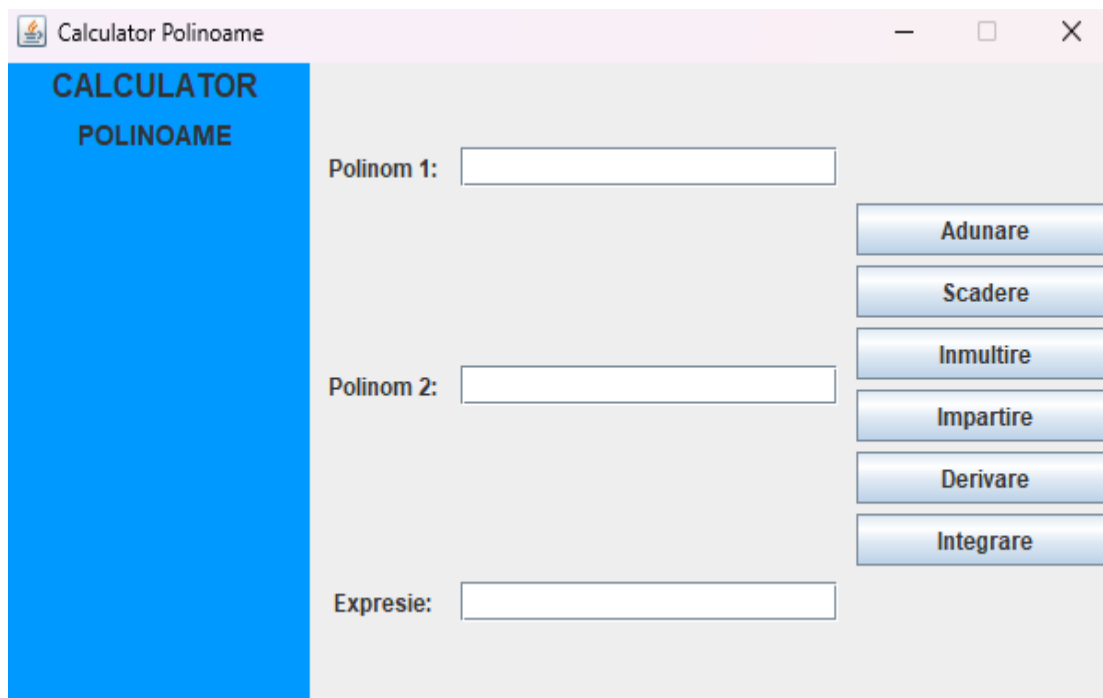 Calculator Polinoame
CALCULATOR
POLINOAME
Polinom 1:
Adunare
Scadere
Inmultire
Polinom 2:
Impartire
Derivare
Integrare
Expresie: